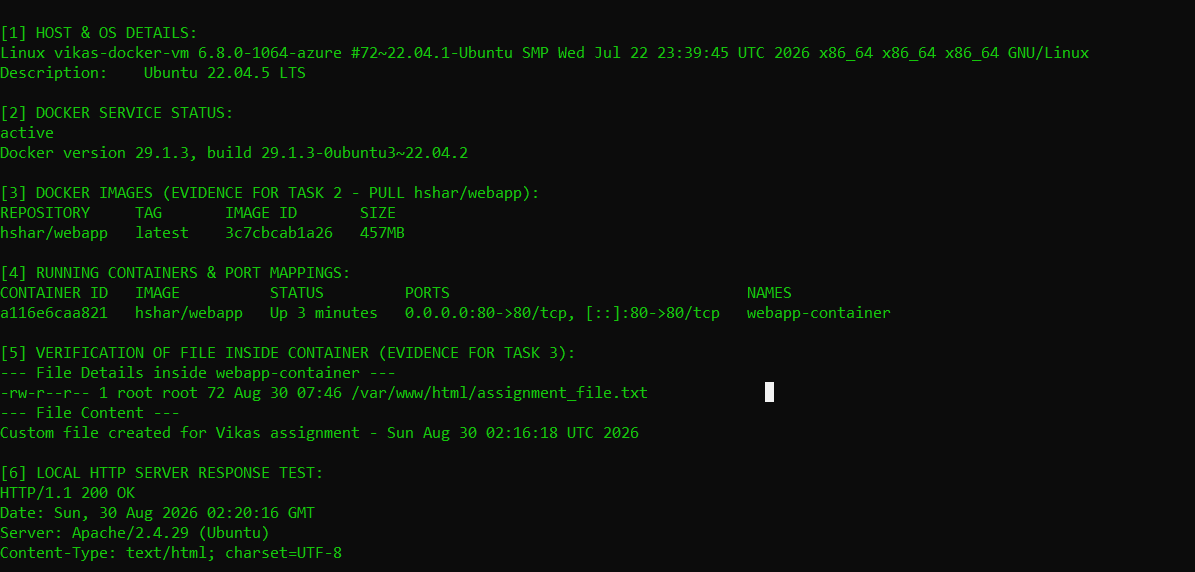 [1] HOST & OS DETAILS:
Linux vikas-docker-vm 6.8.0-1064-azure #72~22.04.1-Ubuntu SMP Wed Jul 22 23:39:45 UTC 2026 x86_64 x86_64 x86_64 GNU/Linux
Description:    Ubuntu 22.04.5 LTS
[2] DOCKER SERVICE STATUS:
active
Docker version 29.1.3, build 29.1.3-0ubuntu3~22.04.2
[3] DOCKER IMAGES (EVIDENCE FOR TASK 2 - PULL hshar/webapp):
REPOSITORY     TAG       IMAGE ID       SIZE
hshar/webapp   latest    3c7cbcab1a26   457MB
[4] RUNNING CONTAINERS & PORT MAPPINGS:
CONTAINER ID   IMAGE          STATUS         PORTS                                 NAMES
a116e6caa821   hshar/webapp   Up 3 minutes   0.0.0.0:80->80/tcp, [::]:80->80/tcp   webapp-container
[5] VERIFICATION OF FILE INSIDE CONTAINER (EVIDENCE FOR TASK 3):
--- File Details inside webapp-container ---
-rw-r--r-- 1 root root 72 Aug 30 07:46 /var/www/html/assignment_file.txt
--- File Content ---
Custom file created for Vikas assignment - Sun Aug 30 02:16:18 UTC 2026
[6] LOCAL HTTP SERVER RESPONSE TEST:
HTTP/1.1 200 OK
Date: Sun, 30 Aug 2026 02:20:16 GMT
Server: Apache/2.4.29 (Ubuntu)
Content-Type: text/html; charset=UTF-8